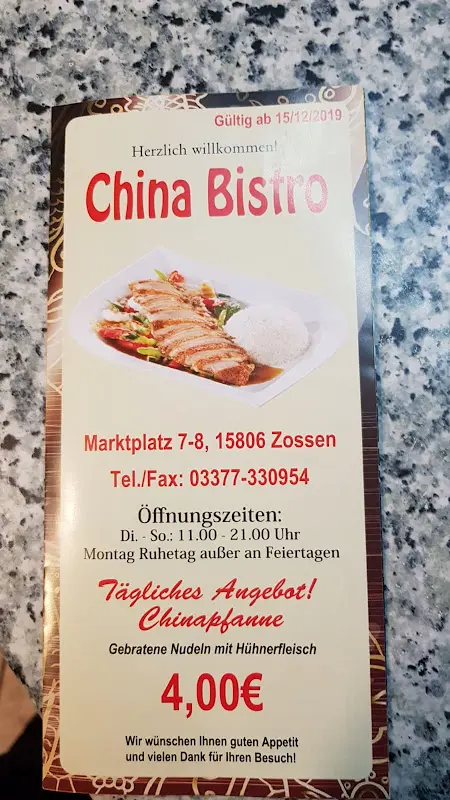 Gültig ab 15/12/2019
Herzlich willkommen!
China Bistro
Marktplatz 7-8, 15806 Zossen
Tel./Fax: 03377-330954
Öffnungszeiten:
Di. - So.: 11.00 - 21.00 Uhr
Montag Ruhetag außer an Feiertagen
Tägliches Angebot!
Chinapfanne
Gebratene Nudeln mit Hühnerfleisch
4,00€
Wir wünschen Ihnen guten Appetit
und vielen Dank für Ihren Besuch!